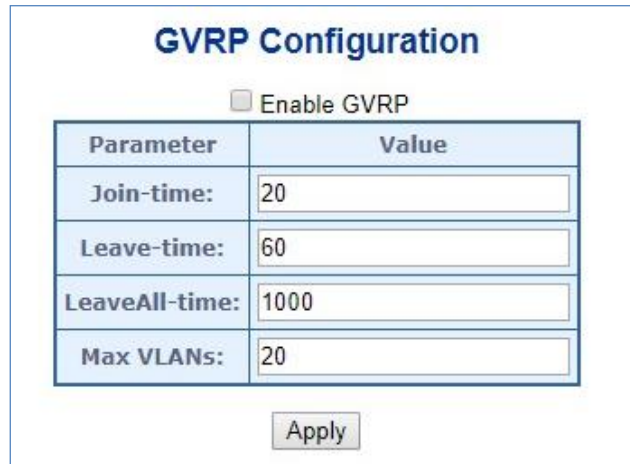 GVRP Configuration
Enable GVRP
Parameter Value
Join-time: 20
Leave-time: 60
LeaveAll-time: 1000
Max VLANs: 20
Apply